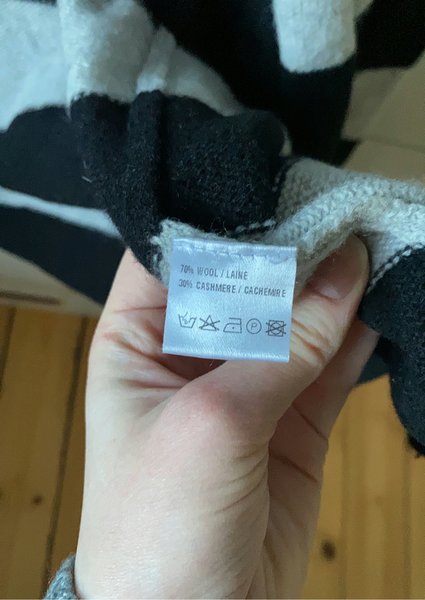 70% WOOL / LAINE
30% CASHMERE / CACHEMIRE